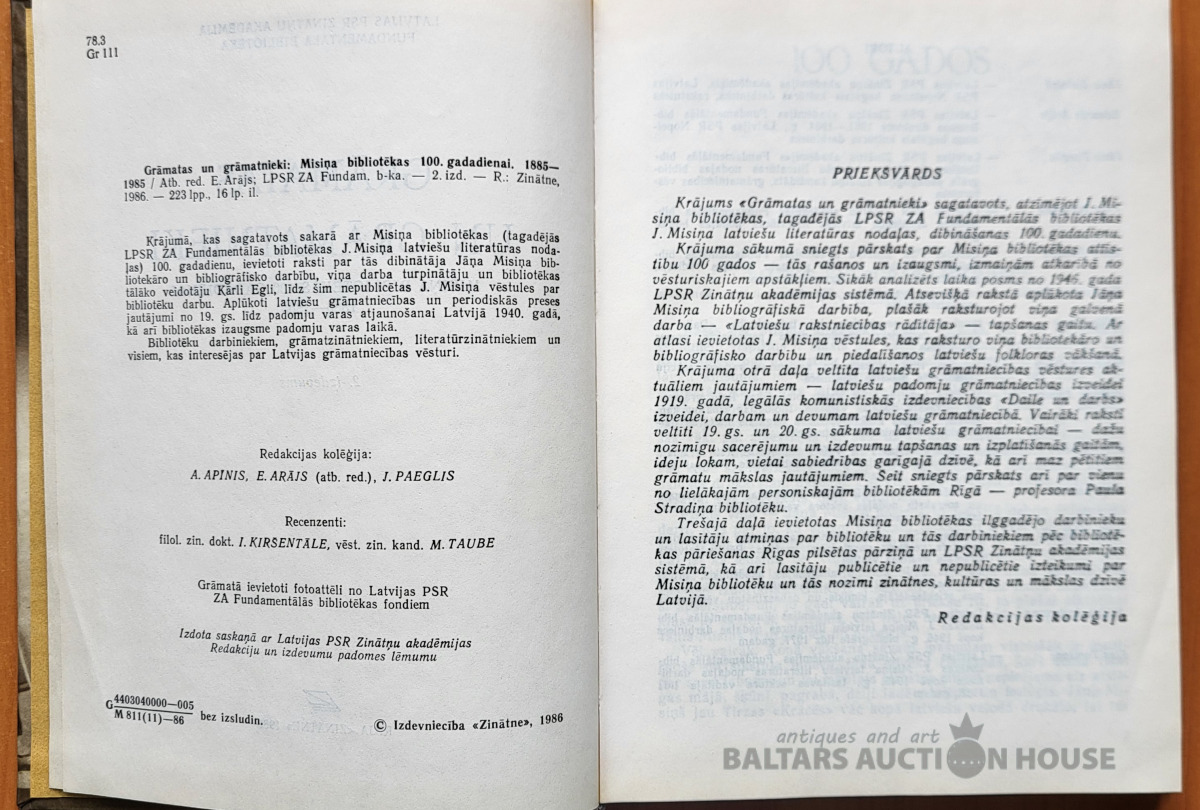 78.3
Gr 111
Grāmatas un grāmatnieki: Misiņa bibliotēkas 100. gadadienai, 1885—
1985 / Atb. red. E. Arājs; LPSR ZA Fundam. b-ka. — 2. izd. — R.: Zinātne,
1986. — 223 lpp., 16 lp. il.
Krājumā, kas sagatavots sakarā ar Misiņa bibliotēkas (tagadējās
LPSR ZA Fundamentālās bibliotēkas J. Misiņa latviešu literatūras noda-
ļas) 100. gadadienu, ievietoti raksti par tās dibinātāja Jāņa Misiņa bib-
liotekāro un bibliogrāfisko darbību, viņa darba turpinātāju un bibliotēkas
tālāko veidotāju Kārli Egli, līdz šim nepublicētas J. Misiņa vēstules par
bibliotēku darbu. Aplūkoti latviešu grāmatniecības un periodiskās preses
jautājumi no 19. gs. līdz padomju varas atjaunošanai Latvijā 1940. gadā,
kā arī bibliotēkas izaugsme padomju varas laikā.
Bibliotēku darbiniekiem, grāmatzinātniekiem, literatūrzinātniekiem un
visiem, kas interesējas par Latvijas grāmatniecības vēsturi.
Redakcijas kolēģija:
A. APINIS, E. ARĀJS (atb. red.), J. PAEGLIS
Recenzenti:
filol. zin. dokt. I. KIRŠENTĀLE, vēst. zin. kand. M. TAUBE
Grāmatā ievietoti fotoattēli no Latvijas PSR
ZA Fundamentālās bibliotēkas fondiem
Izdota saskaņā ar Latvijas PSR Zinātņu akadēmijas
Redakciju un izdevumu padomes lēmumu
G 4403040000—005
M 811(11)—86 bez izsludin.
© Izdevniecība «Zinātne», 1986
PRIEKŠVĀRDS
Krājums «Grāmatas un grāmatnieki» sagatavots, atzīmējot J. Mi-
siņa bibliotēkas, tagadējās LPSR ZA Fundamentālās bibliotēkas
J. Misiņa latviešu literatūras nodaļas, dibināšanas 100. gadadienu.
Krājuma sākumā sniegts pārskats par Misiņa bibliotēkas attīs-
tību 100 gados — tās rašanos un izaugsmi, izmaiņām atkarībā no
vēsturiskajiem apstākļiem. Sīkāk analizēts laika posms no 1946. gada
LPSR Zinātņu akadēmijas sistēmā. Atsevišķā rakstā aplūkota Jāņa
Misiņa bibliogrāfiskā darbība, plašāk raksturojot viņa galvenā
darba — «Latviešu rakstniecības rādītāja» — tapšanas gaitu. Ar
atlasi ievietotas J. Misiņa vēstules, kas raksturo viņa bibliotekāro un
bibliogrāfisko darbību un piedalīšanos latviešu folkloras vākšanā.
Krājuma otrā daļa veltīta latviešu grāmatniecības vēstures ak-
tuāliem jautājumiem — latviešu padomju grāmatniecības izveidei
1919. gadā, legālās komunistiskās izdevniecības «Daile un darbs»
izveidei, darbam un devumam latviešu grāmatniecībā. Vairāki raksti
veltīti 19. gs. un 20. gs. sākuma latviešu grāmatniecībai — dažu
nozīmīgu sacerējumu un izdevumu tapšanas un izplatīšanās gaitām,
ideju lokam, vietai sabiedrības garīgajā dzīvē, kā arī maz pētītiem
grāmatu mākslas jautājumiem. Šeit sniegts pārskats arī par vienu
no lielākajām personiskajām bibliotēkām Rīgā — profesora Paula
Stradiņa bibliotēku.
Trešajā daļā ievietotas Misiņa bibliotēkas ilggadējo darbinieku
un lasītāju atmiņas par bibliotēku un tās darbiniekiem pēc bibliotē-
kas pāriešanas Rīgas pilsētas pārziņā un LPSR Zinātņu akadēmijas
sistēmā, kā arī lasītāju publicētie un nepublicētie izteikumi par
Misiņa bibliotēku un tās nozīmi zinātnes, kultūras un mākslas dzīvē
Latvijā.
Redakcijas kolēģija
antiques and art
BALTARS AUCTION HOUSE